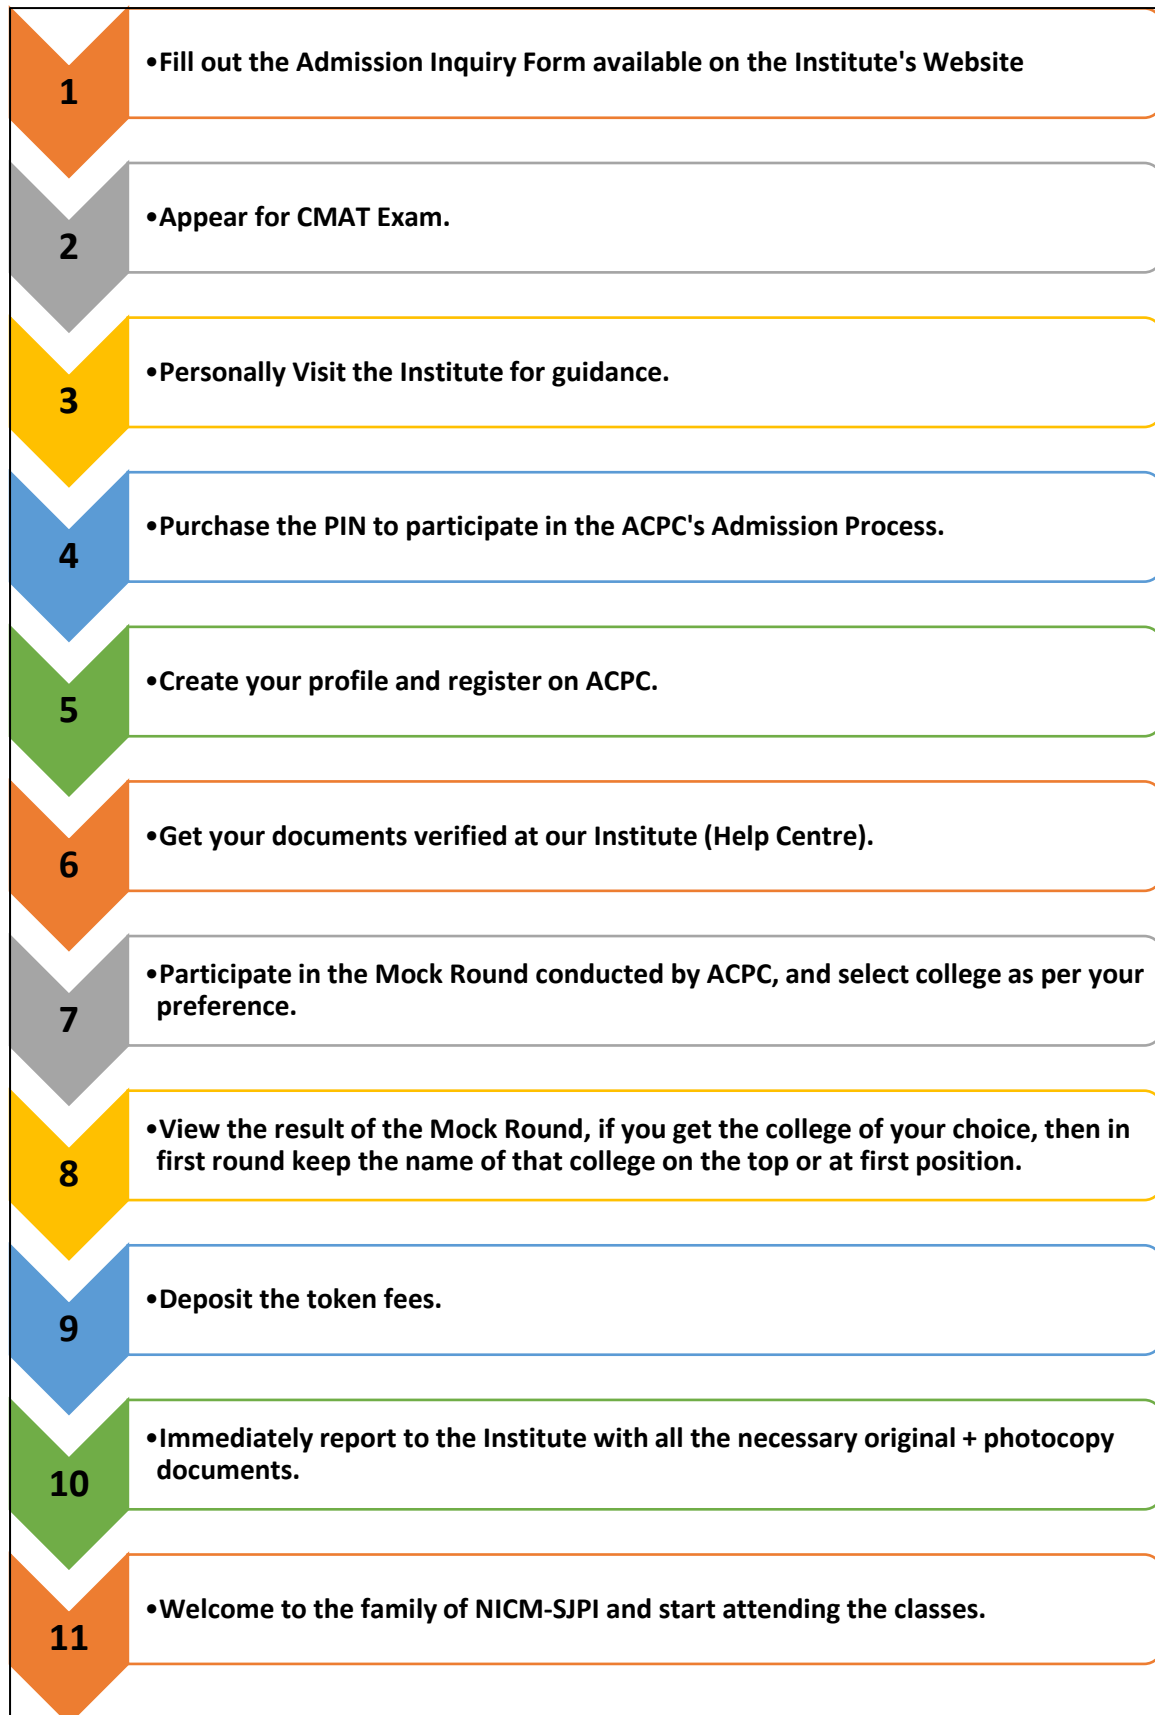 1
•Fill out the Admission Inquiry Form available on the Institute's Website
2
•Appear for CMAT Exam.
3
•Personally Visit the Institute for guidance.
4
•Purchase the PIN to participate in the ACPC's Admission Process.
5
•Create your profile and register on ACPC.
6
•Get your documents verified at our Institute (Help Centre).
7
•Participate in the Mock Round conducted by ACPC, and select college as per your
preference.
8
•View the result of the Mock Round, if you get the college of your choice, then in
first round keep the name of that college on the top or at first position.
9
•Deposit the token fees.
10
•Immediately report to the Institute with all the necessary original + photocopy
documents.
11
•Welcome to the family of NICM-SJPI and start attending the classes.